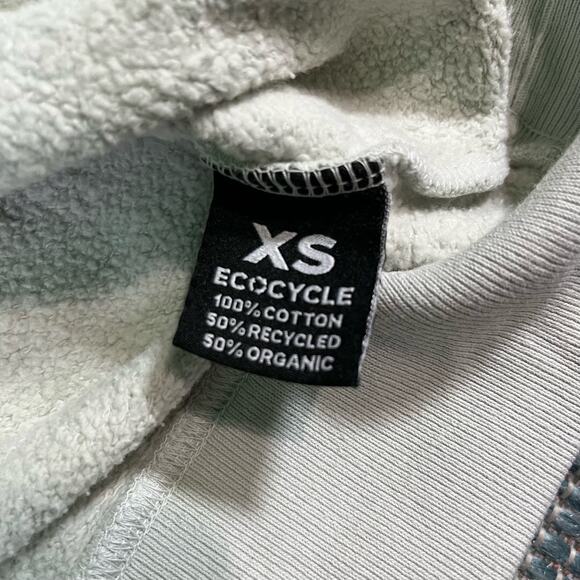 XS
ECOCYCLE
100% COTTON
50% RECYCLED
50% ORGANIC